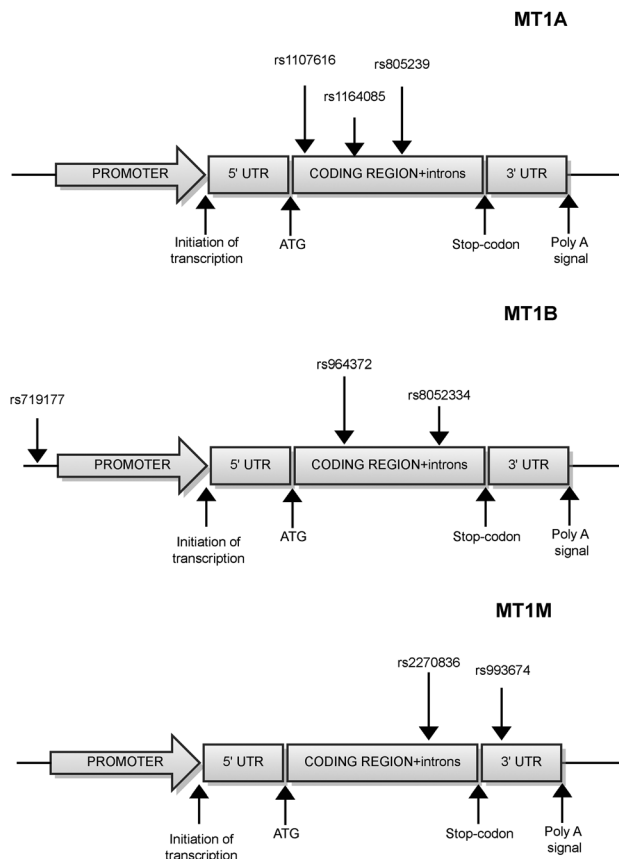 MT1A
rs1107616
rs805239
rs1164085
PROMOTER
5' UTR
CODING REGION+introns
3' UTR
Initiation of
transcription
ATG
Stop-codon
Poly A
signal
MT1B
rs964372
rs719177
rs8052334
PROMOTER
5' UTR
CODING REGION+introns
3' UTR
Initiation of
transcription
ATG
Stop-codon
Poly A
signal
MT1M
rs2270836
rs993674
PROMOTER
5' UTR
CODING REGION+introns
3' UTR
Initiation of
transcription
ATG
Stop-codon
Poly A
signal